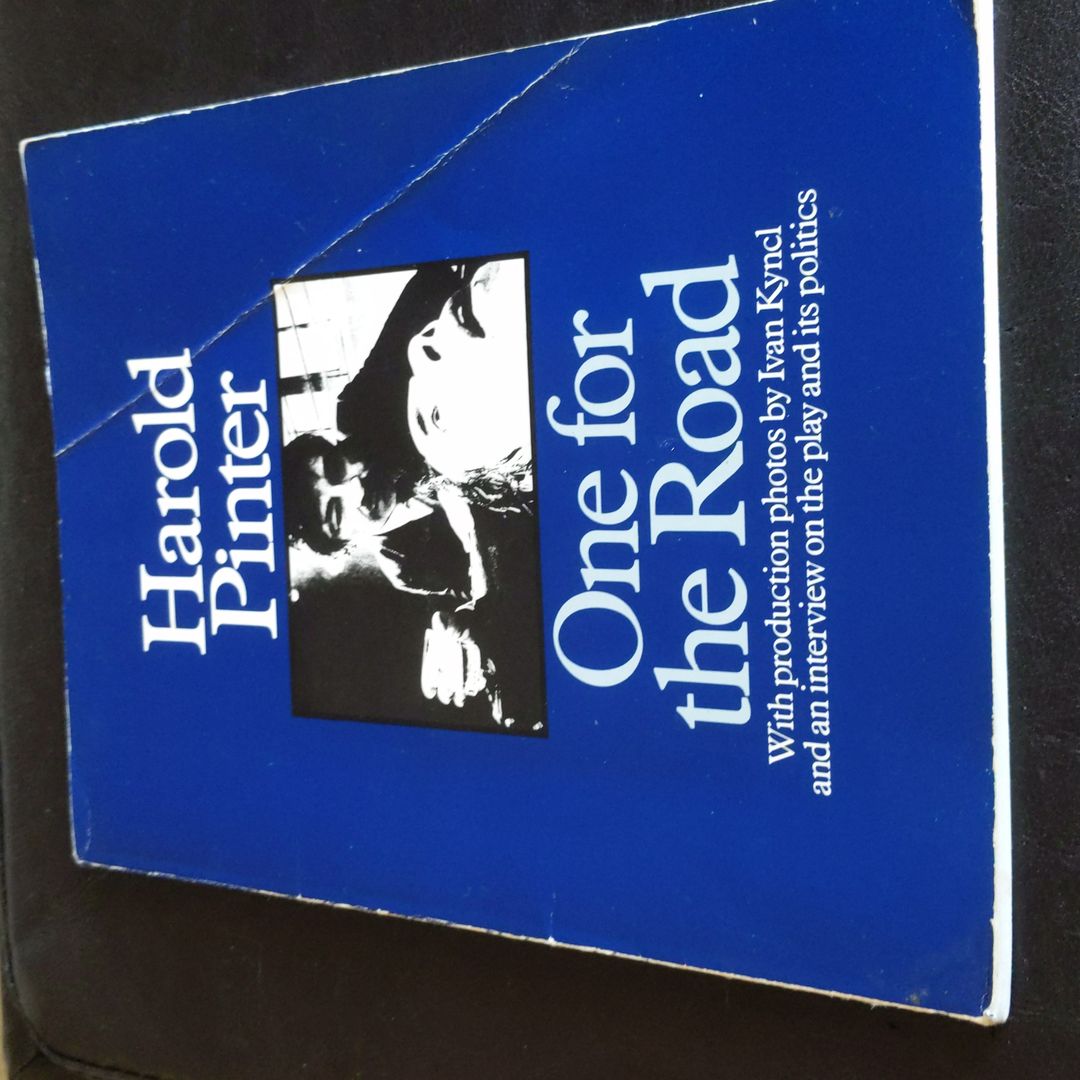 Harold
Pinter
One for
the Road
With production photos by Ivan Kyncl
and an interview on the play and its politics